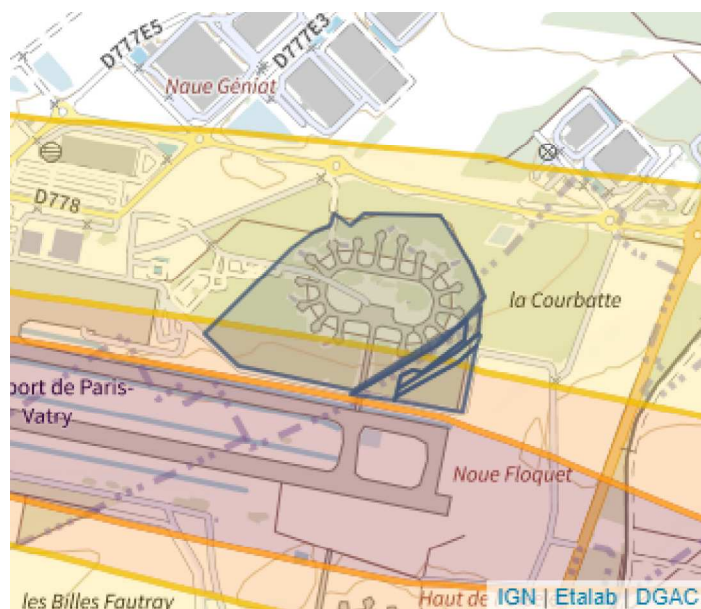 D777E5
D777E3
Naue Géniat
D778
la Courbatte
port de Paris-
Vatry
Noue Floquet
les Billes Fautray
Haut de
IGN | Etalab | DGAC